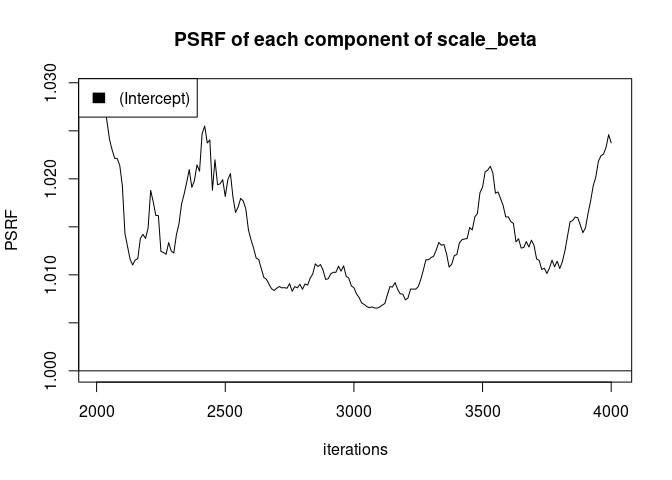 PSRF of each component of scale_beta
(Intercept)
PSRF
1.030
1.020
1.010
1.000
2000 2500 3000 3500 4000
iterations